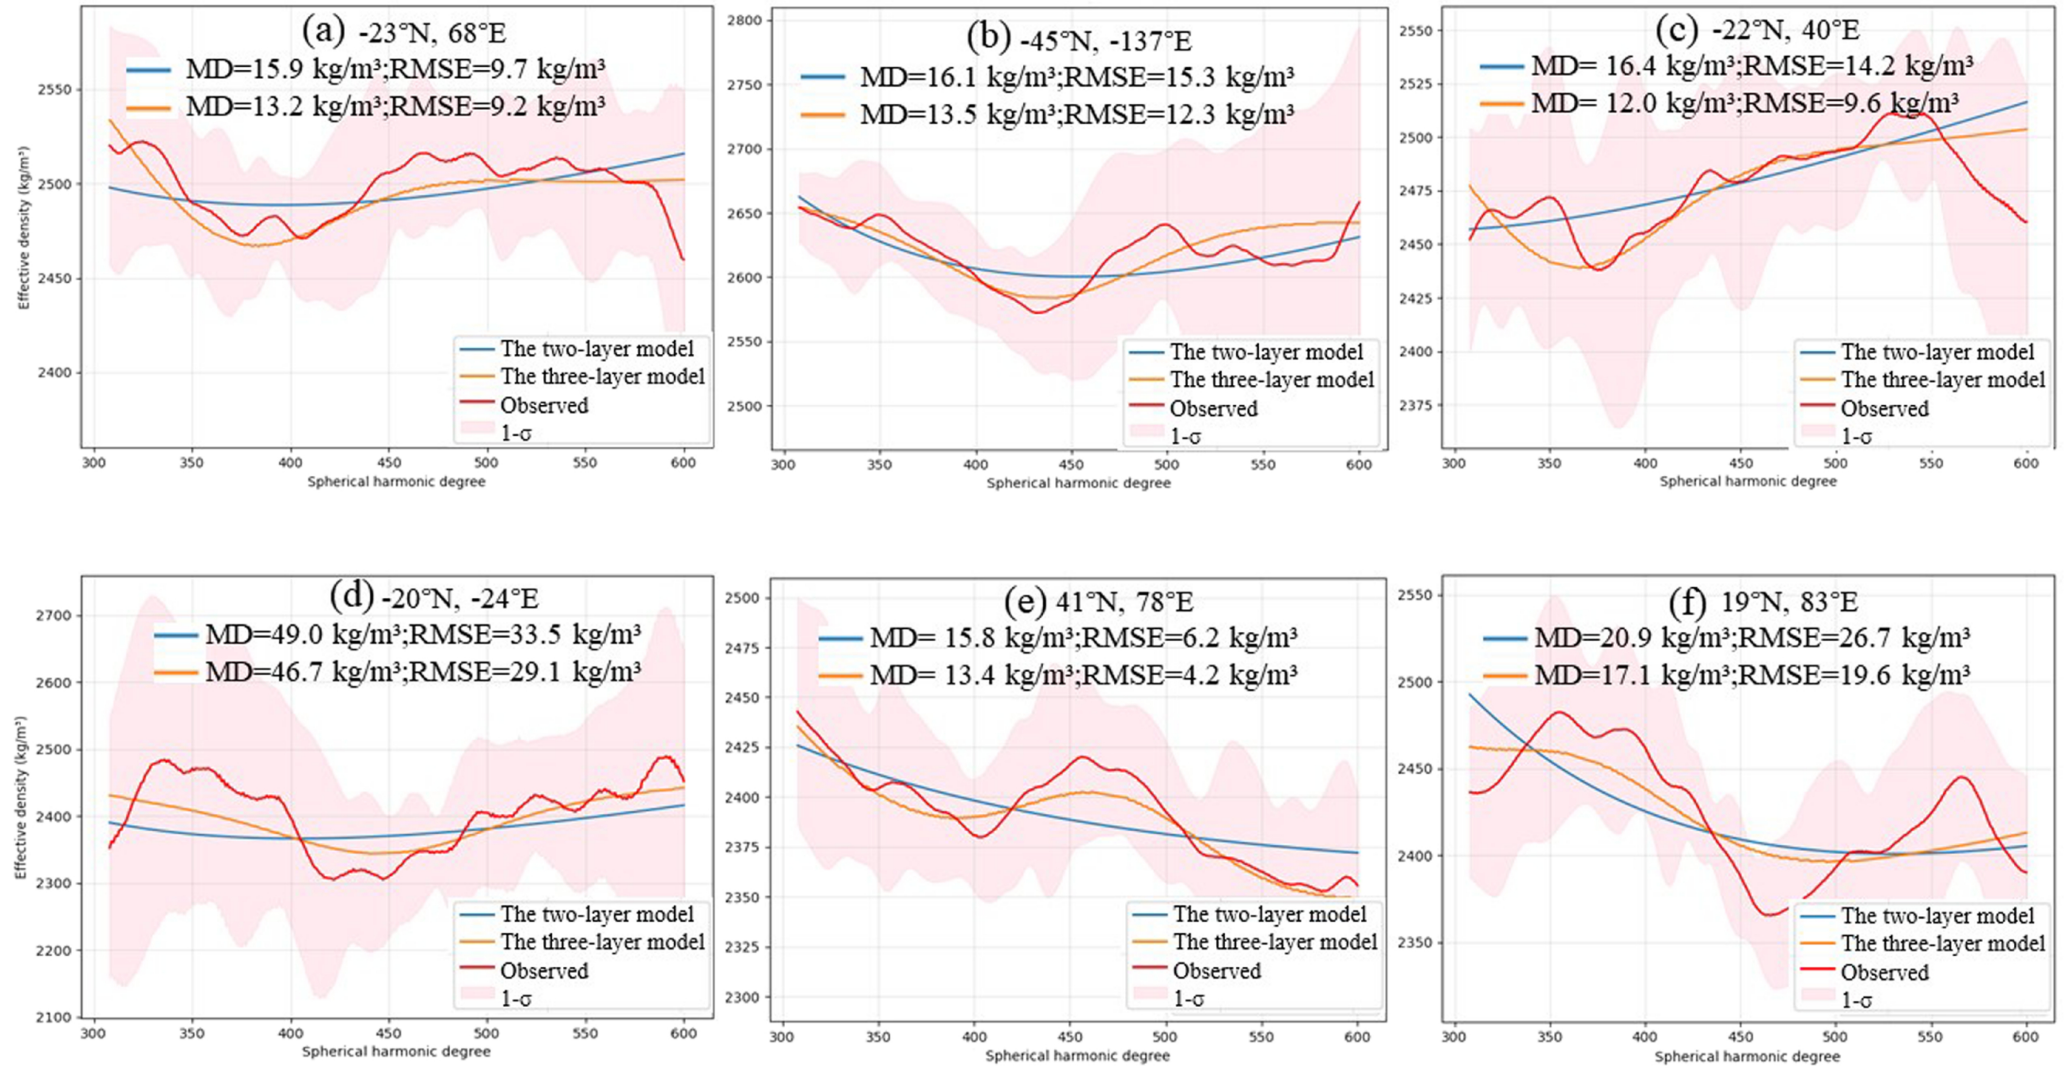 (a) -23°N, 68°E
MD=15.9 kg/m³;RMSE=9.7 kg/m³
MD=13.2 kg/m³;RMSE=9.2 kg/m³
Effective density (kg/m³)
2550
2500
2450
2400
The two-layer model
The three-layer model
Observed
1-σ
300 350 400 450 500 550 600
Spherical harmonic degree
(b) -45°N, -137°E
MD=16.1 kg/m³;RMSE=15.3 kg/m³
MD=13.5 kg/m³;RMSE=12.3 kg/m³
2800
2750
2700
2650
2600
2550
2500
The two-layer model
The three-layer model
Observed
1-σ
300 350 400 450 500 550 600
Spherical harmonic degree
(c) -22°N, 40°E
MD= 16.4 kg/m³;RMSE=14.2 kg/m³
MD= 12.0 kg/m³;RMSE=9.6 kg/m³
2550
2525
2500
2475
2450
2425
2400
2375
The two-layer model
The three-layer model
Observed
1-σ
300 350 400 450 500 550 600
Spherical harmonic degree
(d) -20°N, -24°E
MD=49.0 kg/m³;RMSE=33.5 kg/m³
MD=46.7 kg/m³;RMSE=29.1 kg/m³
Effective density (kg/m³)
2700
2600
2500
2400
2300
2200
2100
The two-layer model
The three-layer model
Observed
1-σ
300 350 400 450 500 550 600
Spherical harmonic degree
(e) 41°N, 78°E
MD= 15.8 kg/m³;RMSE=6.2 kg/m³
MD= 13.4 kg/m³;RMSE=4.2 kg/m³
2500
2475
2450
2425
2400
2375
2350
2325
2300
The two-layer model
The three-layer model
Observed
1-σ
300 350 400 450 500 550 600
Spherical harmonic degree
(f) 19°N, 83°E
MD=20.9 kg/m³;RMSE=26.7 kg/m³
MD=17.1 kg/m³;RMSE=19.6 kg/m³
2550
2500
2450
2400
2350
The two-layer model
The three-layer model
Observed
1-σ
300 350 400 450 500 550 600
Spherical harmonic degree